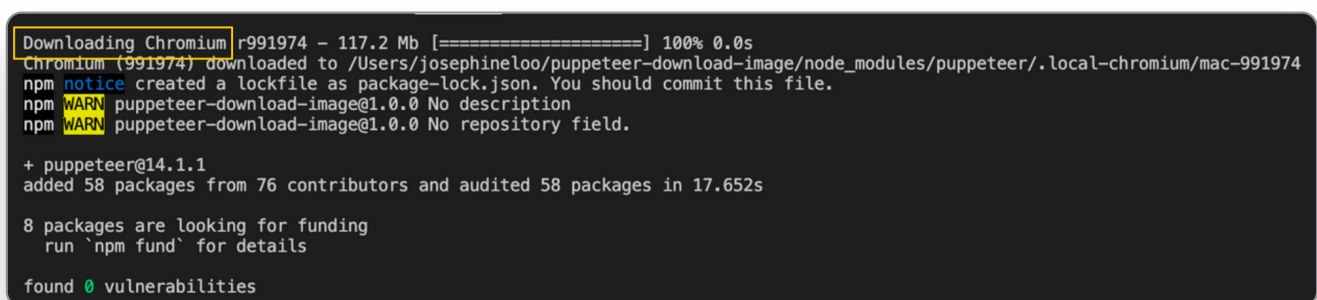 Downloading Chromium r991974 – 117.2 Mb [====================] 100% 0.0s
Chromium (991974) downloaded to /Users/josephineloo/puppeteer-download-image/node_modules/puppeteer/.local-chromium/mac-991974
npm notice created a lockfile as package-lock.json. You should commit this file.
npm WARN puppeteer-download-image@1.0.0 No description
npm WARN puppeteer-download-image@1.0.0 No repository field.
+ puppeteer@14.1.1
added 58 packages from 76 contributors and audited 58 packages in 17.652s
8 packages are looking for funding
run `npm fund` for details
found 0 vulnerabilities